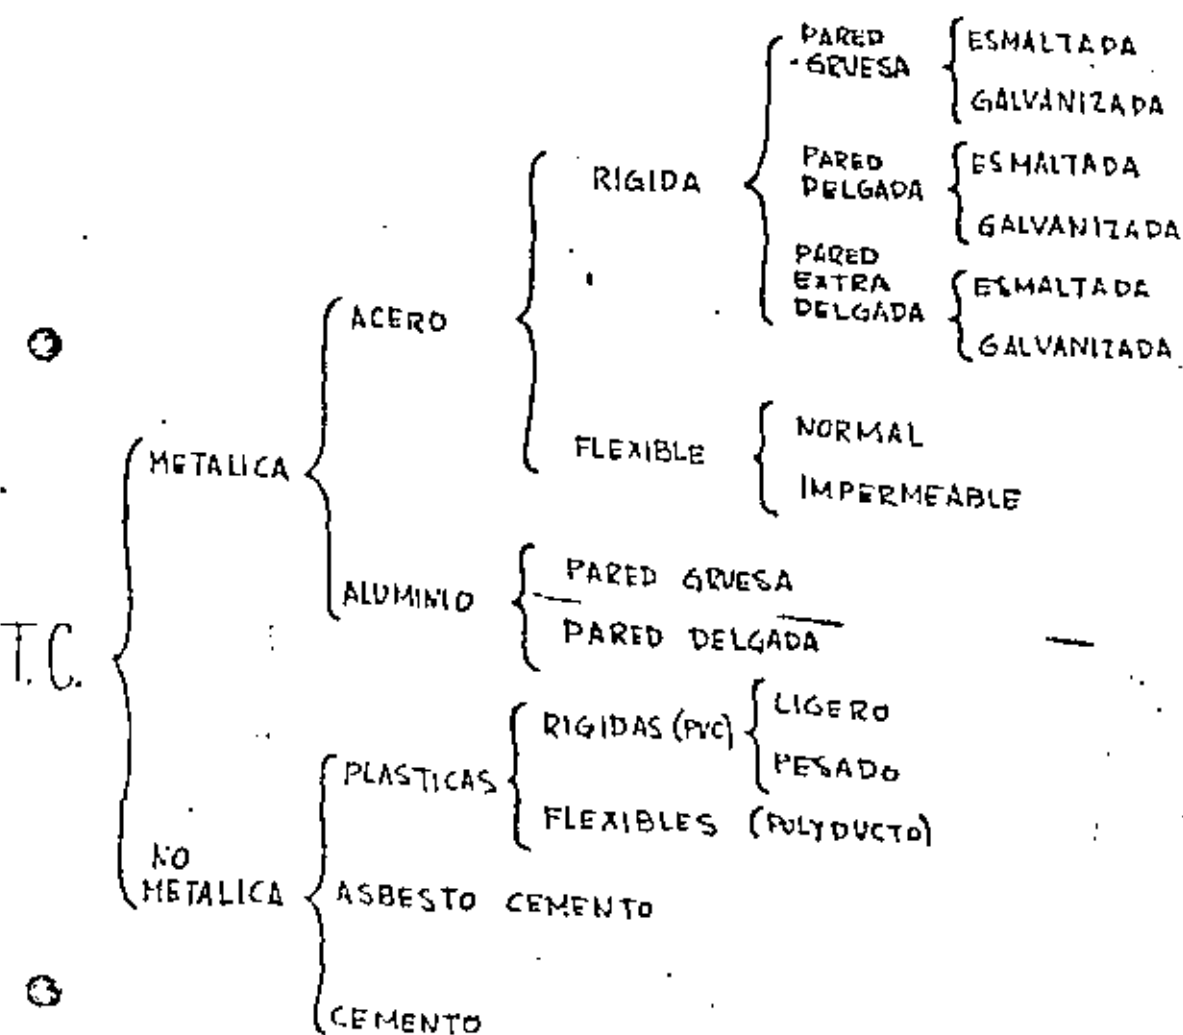 PARED
GRUESA
ESMALTADA
GALVANIZADA
RIGIDA
PARED
DELGADA
ESMALTADA
GALVANIZADA
PARED
EXTRA
DELGADA
ESMALTADA
GALVANIZADA
ACERO
FLEXIBLE
NORMAL
IMPERMEABLE
METALICA
ALUMINIO
PARED GRUESA
PARED DELGADA
T.C.
RIGIDAS (PVC)
LIGERO
PESADO
PLASTICAS
FLEXIBLES (POLYDUCTO)
NO
METALICA
ASBESTO CEMENTO
CEMENTO